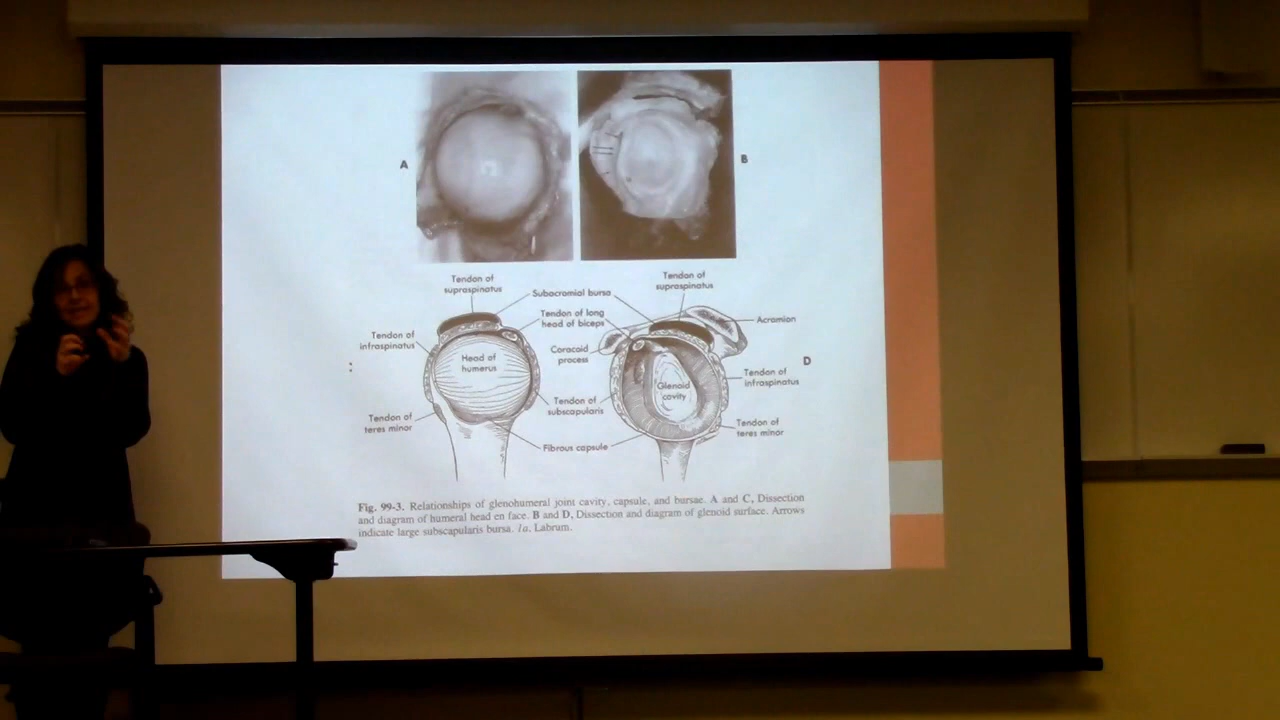 A
B
Tendon of
supraspinatus
Subacromial bursa
Tendon of
supraspinatus
Tendon of long
head of biceps
Acromion
Tendon of
infraspinatus
Coracoid
process
Head of
humerus
:
D
Glenoid
cavity
Tendon of
infraspinatus
Tendon of
subscapularis
Tendon of
teres minor
Tendon of
teres minor
Fibrous capsule
Fig. 99-3. Relationships of glenohumeral joint cavity, capsule, and bursae. A and C, Dissection
and diagram of humeral head en face. B and D, Dissection and diagram of glenoid surface. Arrows
indicate large subscapularis bursa. la, Labrum.